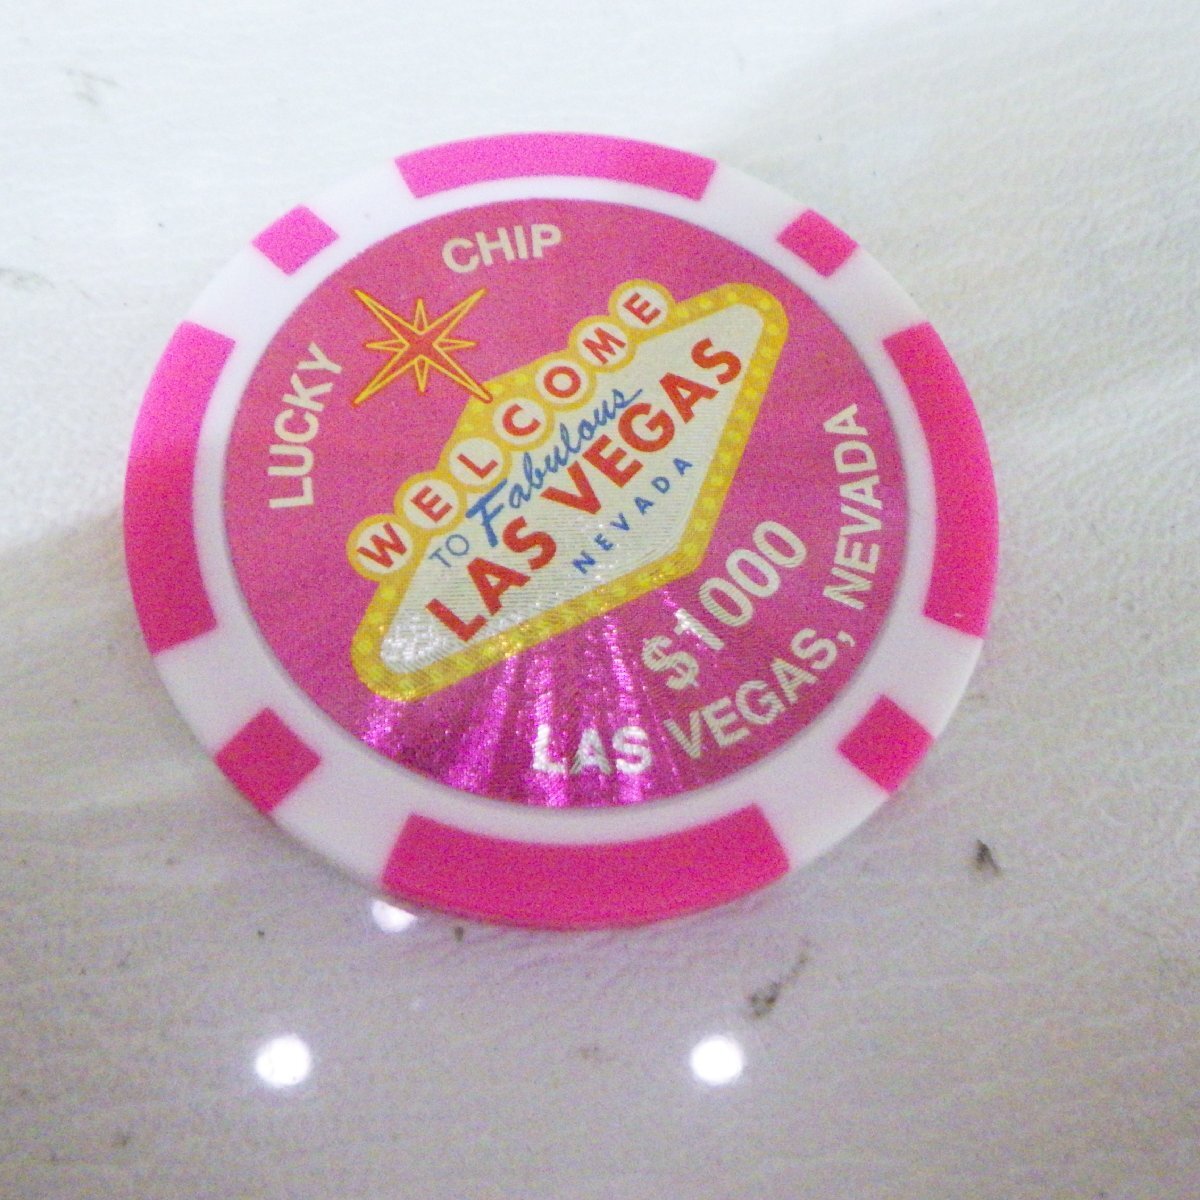 LUCKY CHIP
WELCOME
TO Fabulous
LAS VEGAS
NEVADA
$1000
LAS VEGAS, NEVADA